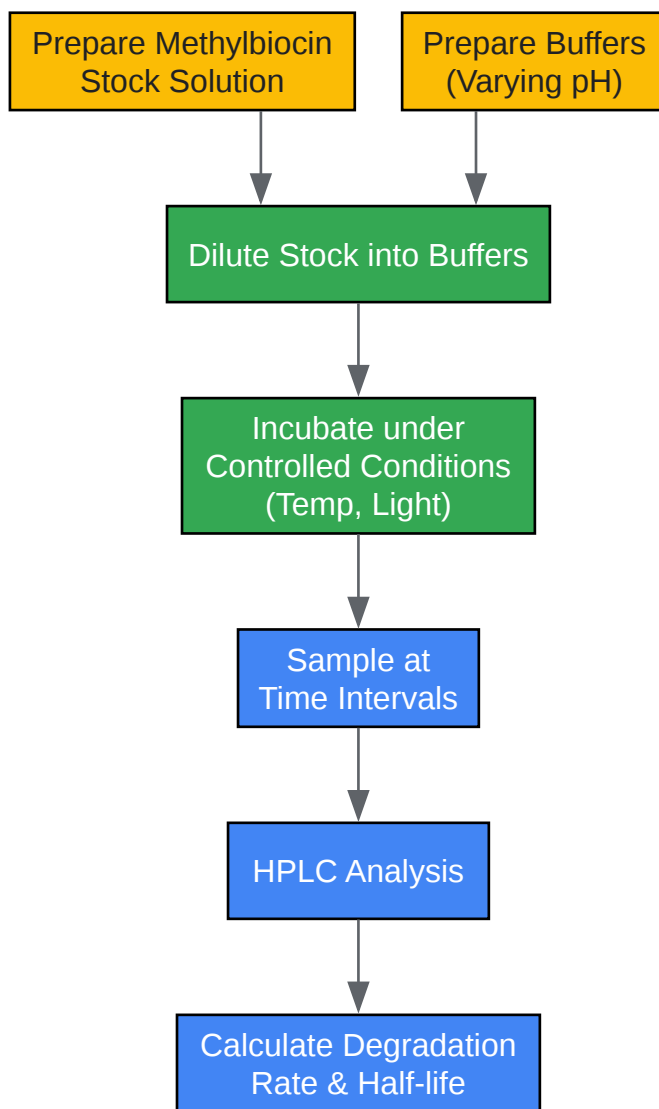 Prepare Methylbiocin
Stock Solution
Prepare Buffers
(Varying pH)
Dilute Stock into Buffers
Incubate under
Controlled Conditions
(Temp, Light)
Sample at
Time Intervals
HPLC Analysis
Calculate Degradation
Rate & Half-life